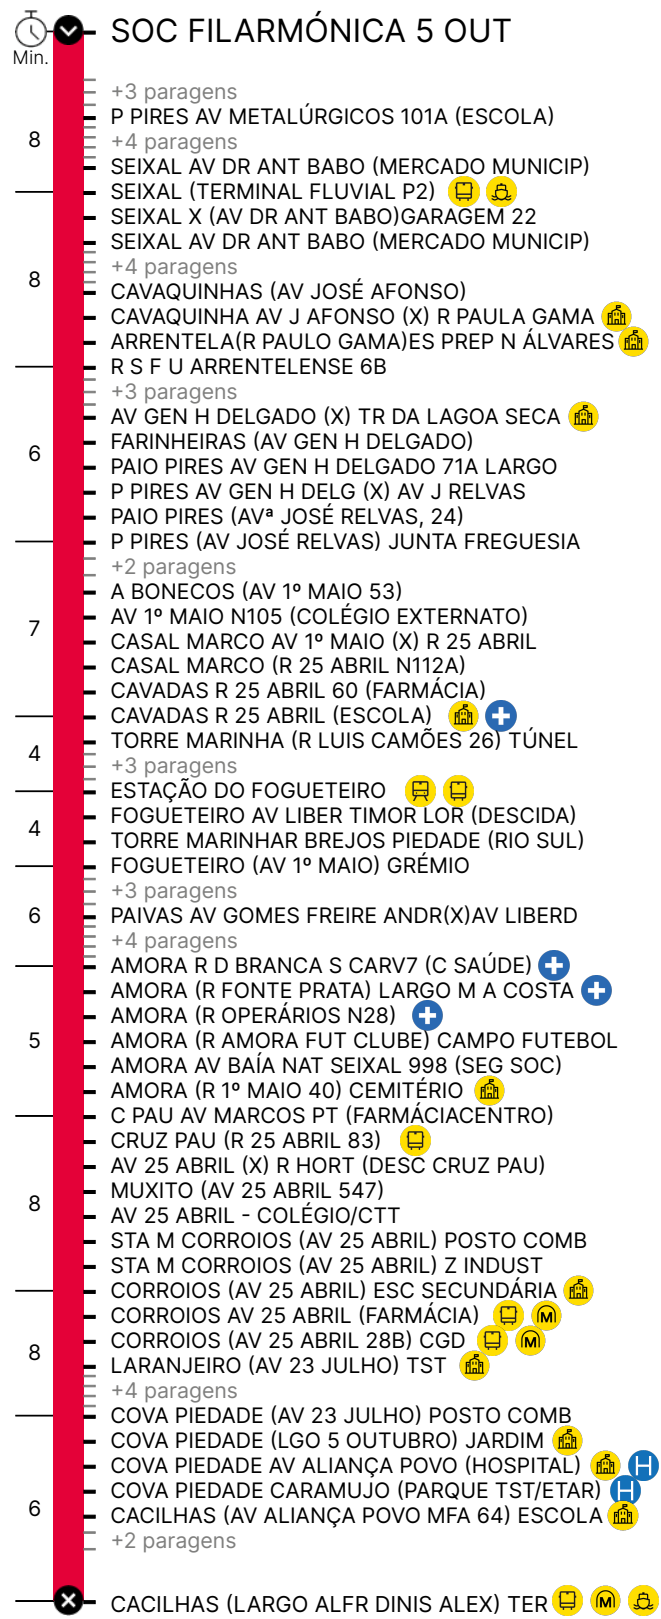 SOC FILARMÓNICA 5 OUT
Min.
+3 paragens
P PIRES AV METALÚRGICOS 101A (ESCOLA)
8
+4 paragens
SEIXAL AV DR ANT BABO (MERCADO MUNICIP)
SEIXAL (TERMINAL FLUVIAL P2)
SEIXAL X (AV DR ANT BABO)GARAGEM 22
SEIXAL AV DR ANT BABO (MERCADO MUNICIP)
+4 paragens
8
CAVAQUINHAS (AV JOSÉ AFONSO)
CAVAQUINHA AV J AFONSO (X) R PAULA GAMA
ARRENTELA(R PAULO GAMA)ES PREP N ÁLVARES
R S F U ARRENTELENSE 6B
+3 paragens
AV GEN H DELGADO (X) TR DA LAGOA SECA
FARINHEIRAS (AV GEN H DELGADO)
6
PAIO PIRES AV GEN H DELGADO 71A LARGO
P PIRES AV GEN H DELG (X) AV J RELVAS
PAIO PIRES (AVª JOSÉ RELVAS, 24)
P PIRES (AV JOSÉ RELVAS) JUNTA FREGUESIA
+2 paragens
A BONECOS (AV 1º MAIO 53)
AV 1º MAIO N105 (COLÉGIO EXTERNATO)
7
CASAL MARCO AV 1º MAIO (X) R 25 ABRIL
CASAL MARCO (R 25 ABRIL N112A)
CAVADAS R 25 ABRIL 60 (FARMÁCIA)
CAVADAS R 25 ABRIL (ESCOLA)
TORRE MARINHA (R LUIS CAMÕES 26) TÚNEL
4
+3 paragens
ESTAÇÃO DO FOGUETEIRO
FOGUETEIRO AV LIBER TIMOR LOR (DESCIDA)
4
TORRE MARINHAR BREJOS PIEDADE (RIO SUL)
FOGUETEIRO (AV 1º MAIO) GRÉMIO
+3 paragens
6
PAIVAS AV GOMES FREIRE ANDR(X)AV LIBERD
+4 paragens
AMORA R D BRANCA S CARV7 (C SAÚDE)
AMORA (R FONTE PRATA) LARGO M A COSTA
AMORA (R OPERÁRIOS N28)
5
AMORA (R AMORA FUT CLUBE) CAMPO FUTEBOL
AMORA AV BAÍA NAT SEIXAL 998 (SEG SOC)
AMORA (R 1º MAIO 40) CEMITÉRIO
C PAU AV MARCOS PT (FARMÁCIACENTRO)
CRUZ PAU (R 25 ABRIL 83)
AV 25 ABRIL (X) R HORT (DESC CRUZ PAU)
MUXITO (AV 25 ABRIL 547)
8
AV 25 ABRIL - COLÉGIO/CTT
STA M CORROIOS (AV 25 ABRIL) POSTO COMB
STA M CORROIOS (AV 25 ABRIL) Z INDUST
CORROIOS (AV 25 ABRIL) ESC SECUNDÁRIA
CORROIOS AV 25 ABRIL (FARMÁCIA) M
CORROIOS (AV 25 ABRIL 28B) CGD M
8
LARANJEIRO (AV 23 JULHO) TST
+4 paragens
COVA PIEDADE (AV 23 JULHO) POSTO COMB
COVA PIEDADE (LGO 5 OUTUBRO) JARDIM
COVA PIEDADE AV ALIANÇA POVO (HOSPITAL) H
COVA PIEDADE CARAMUJO (PARQUE TST/ETAR) H
6
CACILHAS (AV ALIANÇA POVO MFA 64) ESCOLA
+2 paragens
CACILHAS (LARGO ALFR DINIS ALEX) TER M